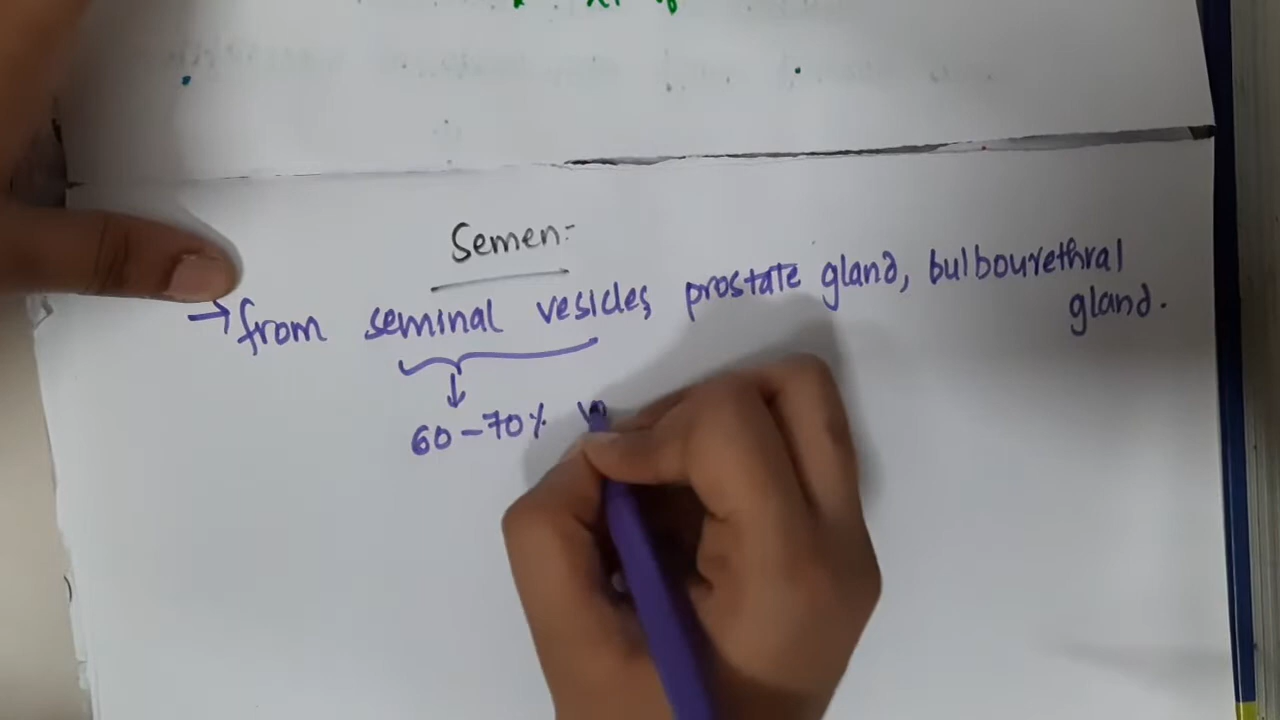 Semen:-
→ from seminal vesicles, prostate gland, bulbourethral
gland.
↓
60-70%